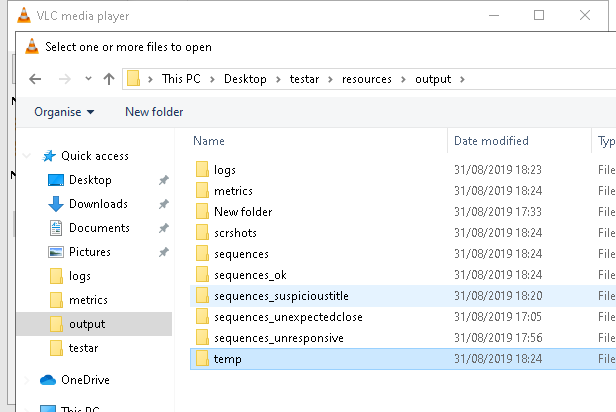 VLC media player
Select one or more files to open
This PC > Desktop > testar > resources > output >
Organise New folder
Name Date modified Typ
Quick access
Desktop
Downloads
Documents
Pictures
logs
metrics
output
testar
OneDrive
This PC
logs 31/08/2019 18:23 File
metrics 31/08/2019 18:24 File
New folder 31/08/2019 17:33 File
scrshots 31/08/2019 18:24 File
sequences 31/08/2019 18:24 File
sequences_ok 31/08/2019 18:24 File
sequences_suspicioustitle 31/08/2019 18:20 File
sequences_unexpectedclose 31/08/2019 17:05 File
sequences_unresponsive 31/08/2019 17:56 File
temp 31/08/2019 18:24 File